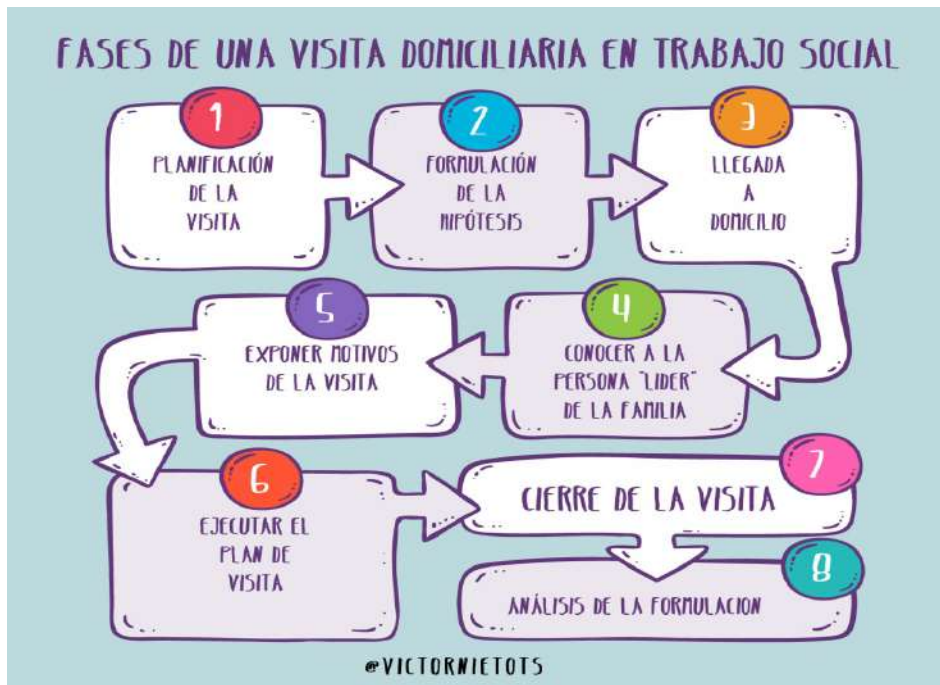 FASES DE UNA VISITA DOMICILIARIA EN TRABAJO SOCIAL
1
PLANIFICACIÓN
DE LA
VISITA
2
FORMULACIÓN
DE LA
HIPÓTESIS
3
LLEGADA
A
DOMICILIO
4
CONOCER A LA
PERSONA "LIDER"
DE LA FAMILIA
5
EXPONER MOTIVOS
DE LA VISITA
6
EJECUTAR EL
PLAN DE
VISITA
7
CIERRE DE LA VISITA
8
ANÁLISIS DE LA FORMULACION
@VICTORNIETOTS